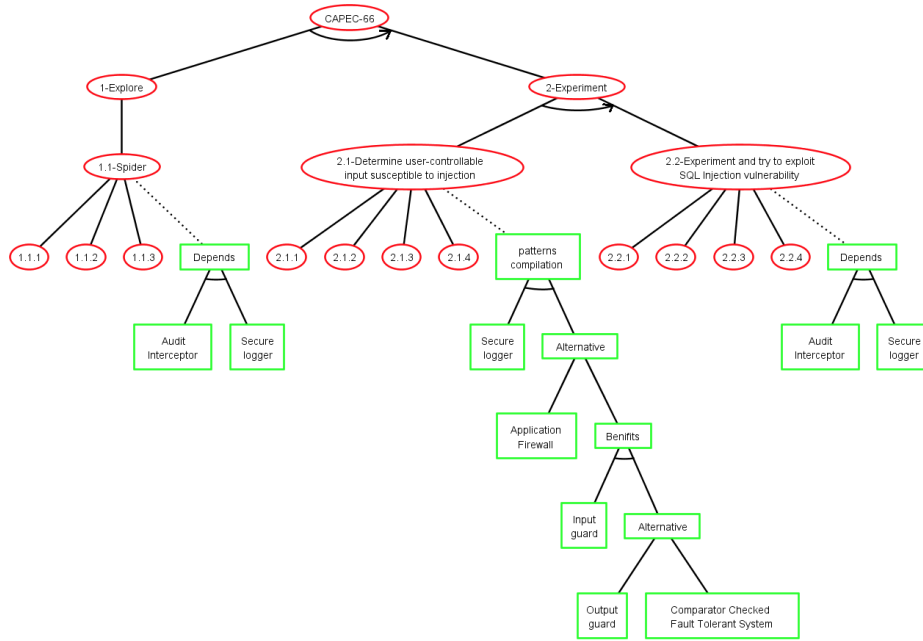 CAPEC-66
1-Explore
2-Experiment
1.1-Spider
2.1-Determine user-controllable
input susceptible to injection
2.2-Experiment and try to exploit
SQL Injection vulnerability
1.1.1
1.1.2
1.1.3
Depends
2.1.1
2.1.2
2.1.3
2.1.4
patterns
compilation
2.2.1
2.2.2
2.2.3
2.2.4
Depends
Audit
Interceptor
Secure
logger
Secure
logger
Alternative
Audit
Interceptor
Secure
logger
Application
Firewall
Benifits
Input
guard
Alternative
Output
guard
Comparator Checked
Fault Tolerant System